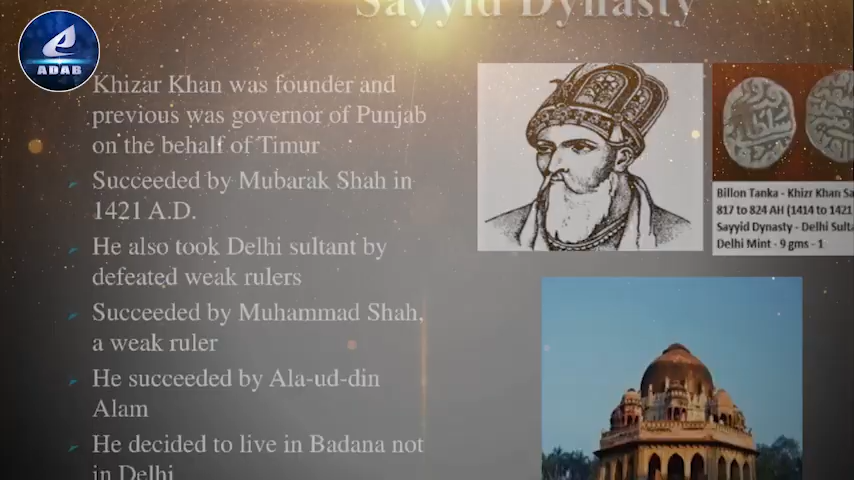 Sayyid Dynasty
ADAB
Khizar Khan was founder and
previous was governor of Punjab
on the behalf of Timur
Succeeded by Mubarak Shah in
1421 A.D.
He also took Delhi sultant by
defeated weak rulers
Succeeded by Muhammad Shah,
a weak ruler
He succeeded by Ala-ud-din
Alam
He decided to live in Badana not
in Delhi
Billon Tanka - Khizr Khan Sa
817 to 824 AH (1414 to 1421
Sayyid Dynasty - Delhi Sult
Delhi Mint - 9 gms - 1